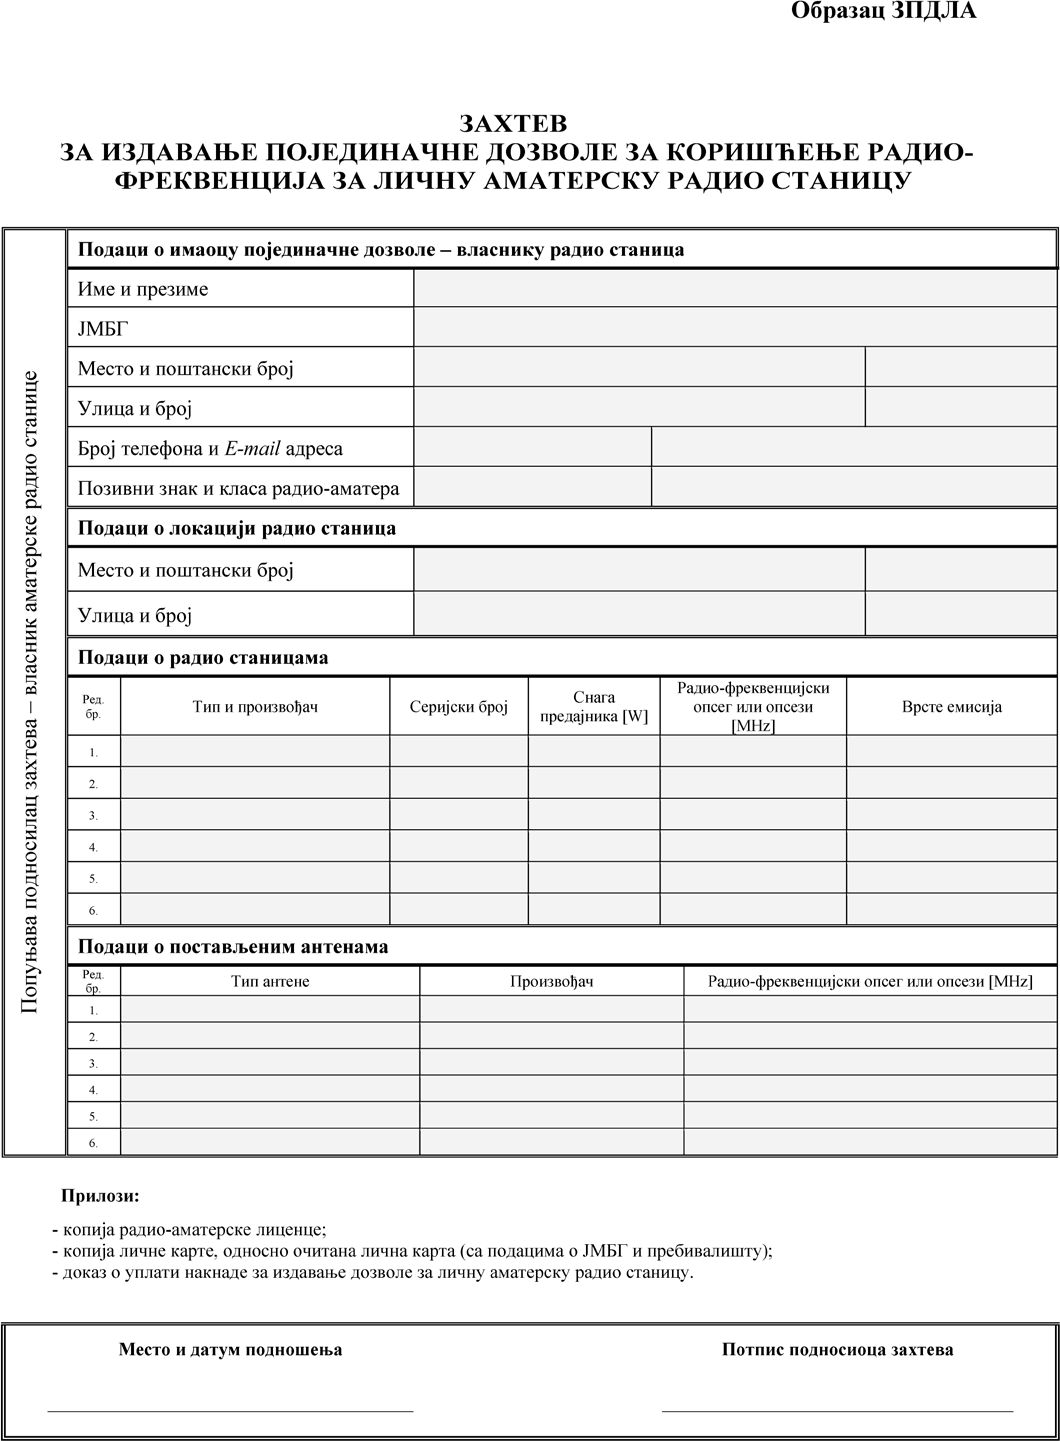 Образац ЗПДЛА
ЗАХТЕВ
ЗА ИЗДАВАЊЕ ПОЈЕДИНАЧНЕ ДОЗВОЛЕ ЗА КОРИШЋЕЊЕ РАДИО-
ФРЕКВЕНЦИЈА ЗА ЛИЧНУ АМАТЕРСКУ РАДИО СТАНИЦУ
Попуњава подносилац захтева – власник аматерске радио станице
Подаци о имаоцу појединачне дозволе – власнику радио станица
Име и презиме
ЈМБГ
Место и поштански број
Улица и број
Број телефона и E-mail адреса
Позивни знак и класа радио-аматера
Подаци о локацији радио станица
Место и поштански број
Улица и број
Подаци о радио станицама
Ред. бр. Тип и произвођач Серијски број Снага предајника [W] Радио-фреквенцијски опсег или опсези [MHz] Врсте емисија
1.
2.
3.
4.
5.
6.
Подаци о постављеним антенама
Ред. бр. Тип антене Произвођач Радио-фреквенцијски опсег или опсези [MHz]
1.
2.
3.
4.
5.
6.
Прилози:
- копија радио-аматерске лиценце;
- копија личне карте, односно очитана лична карта (са подацима о ЈМБГ и пребивалишту);
- доказ о уплати накнаде за издавање дозволе за личну аматерску радио станицу.
Место и датум подношења Потпис подносиоца захтева